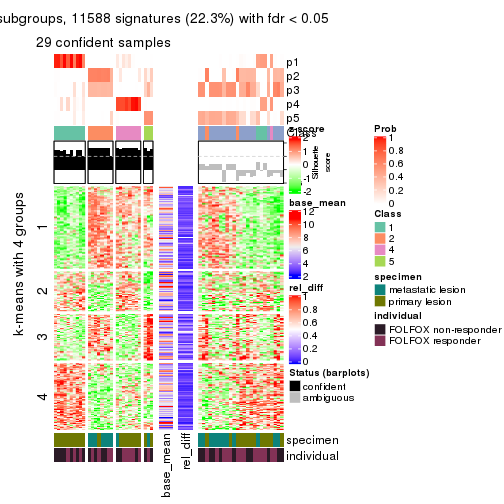 subgroups, 11588 signatures (22.3%) with fdr < 0.05
29 confident samples
p1
p2
p3
p4
p5
Class
k-means with 4 groups
1
2
3
4
base_mean
rel_diff
specimen
individual
z-score
2
1
0
-1
-2
Silhouette
score
base_mean
12
10
8
6
4
2
rel_diff
1
0.8
0.6
0.4
0.2
0
Status (barplots)
confident
ambiguous
Prob
1
0.8
0.6
0.4
0.2
0
Class
1
2
4
5
specimen
metastatic lesion
primary lesion
individual
FOLFOX non-responder
FOLFOX responder